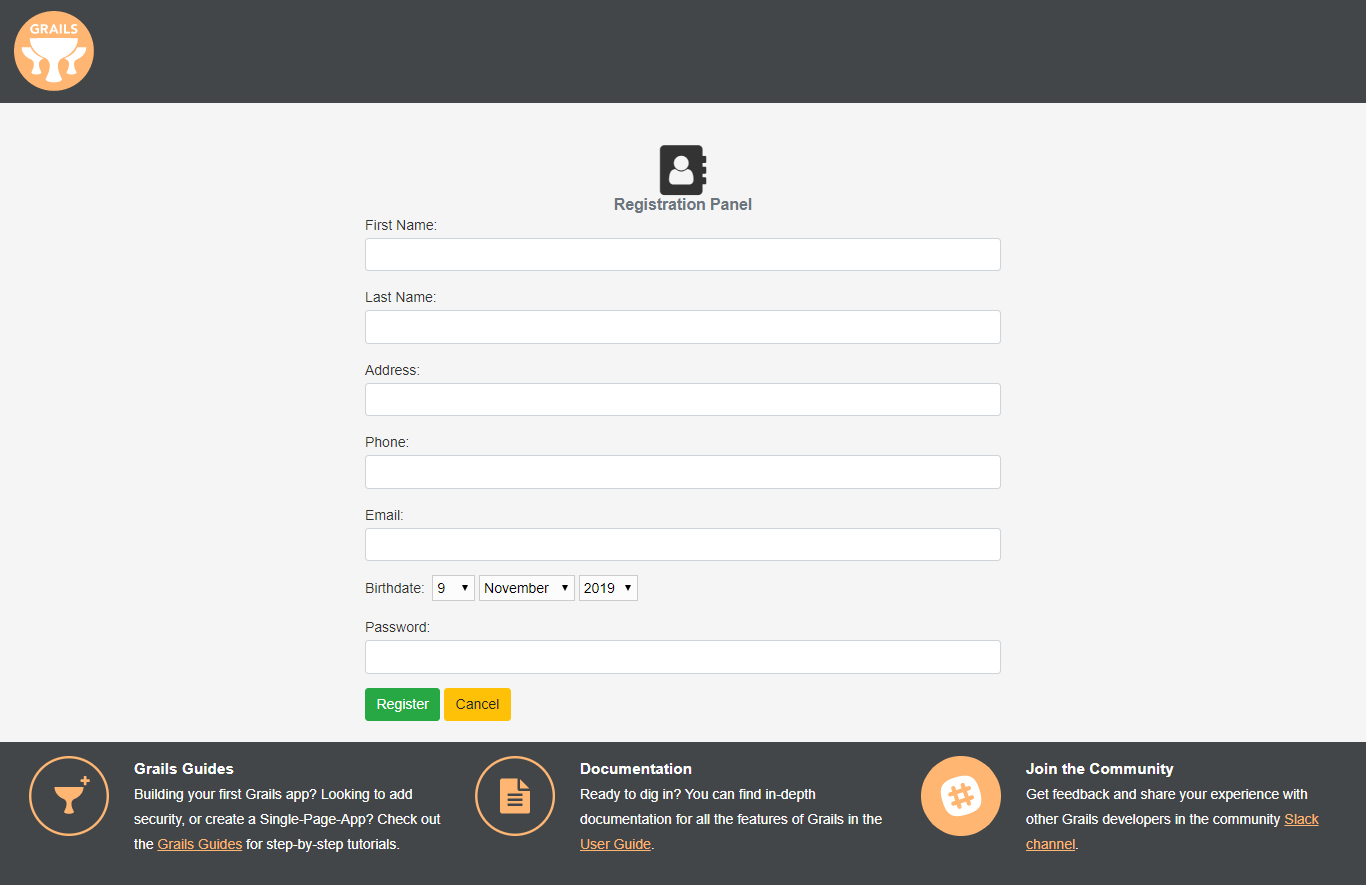 GRAILS
Registration Panel
First Name:
Last Name:
Address:
Phone:
Email:
Birthdate: 9 November 2019
Password:
Register Cancel
Grails Guides
Building your first Grails app? Looking to add
security, or create a Single-Page-App? Check out
the Grails Guides for step-by-step tutorials.
Documentation
Ready to dig in? You can find in-depth
documentation for all the features of Grails in the
User Guide.
Join the Community
Get feedback and share your experience with
other Grails developers in the community Slack
channel.